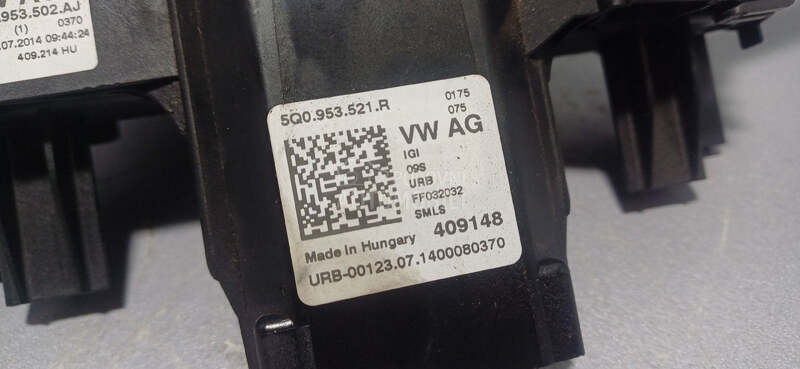 .953.502.AJ
(1) 0370
.07.2014 09:44:24
409.214 HU
5Q0.953.521.R
0175
075
VW AG
IGI
09S
URB
FF032032
SMLS
Made in Hungary 409148
URB-00123.07.1400080370